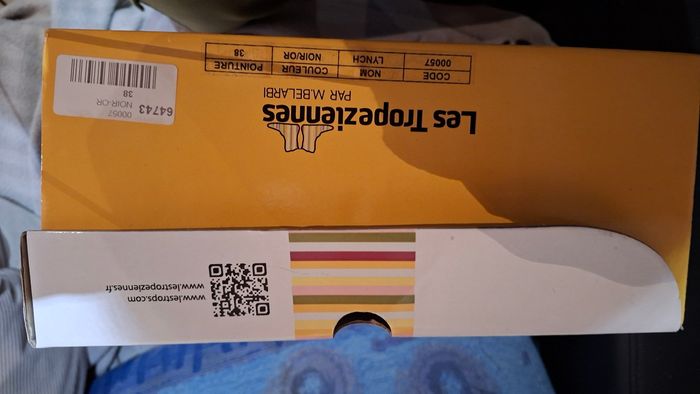 www.lestrops.com
www.lestropeziennes.fr
Les Tropeziennes
PAR M.BELARBI
CODE NOM COULEUR POINTURE
00057 LYNCH NOIR/OR 38
64743 00057
NOIR-OR
38